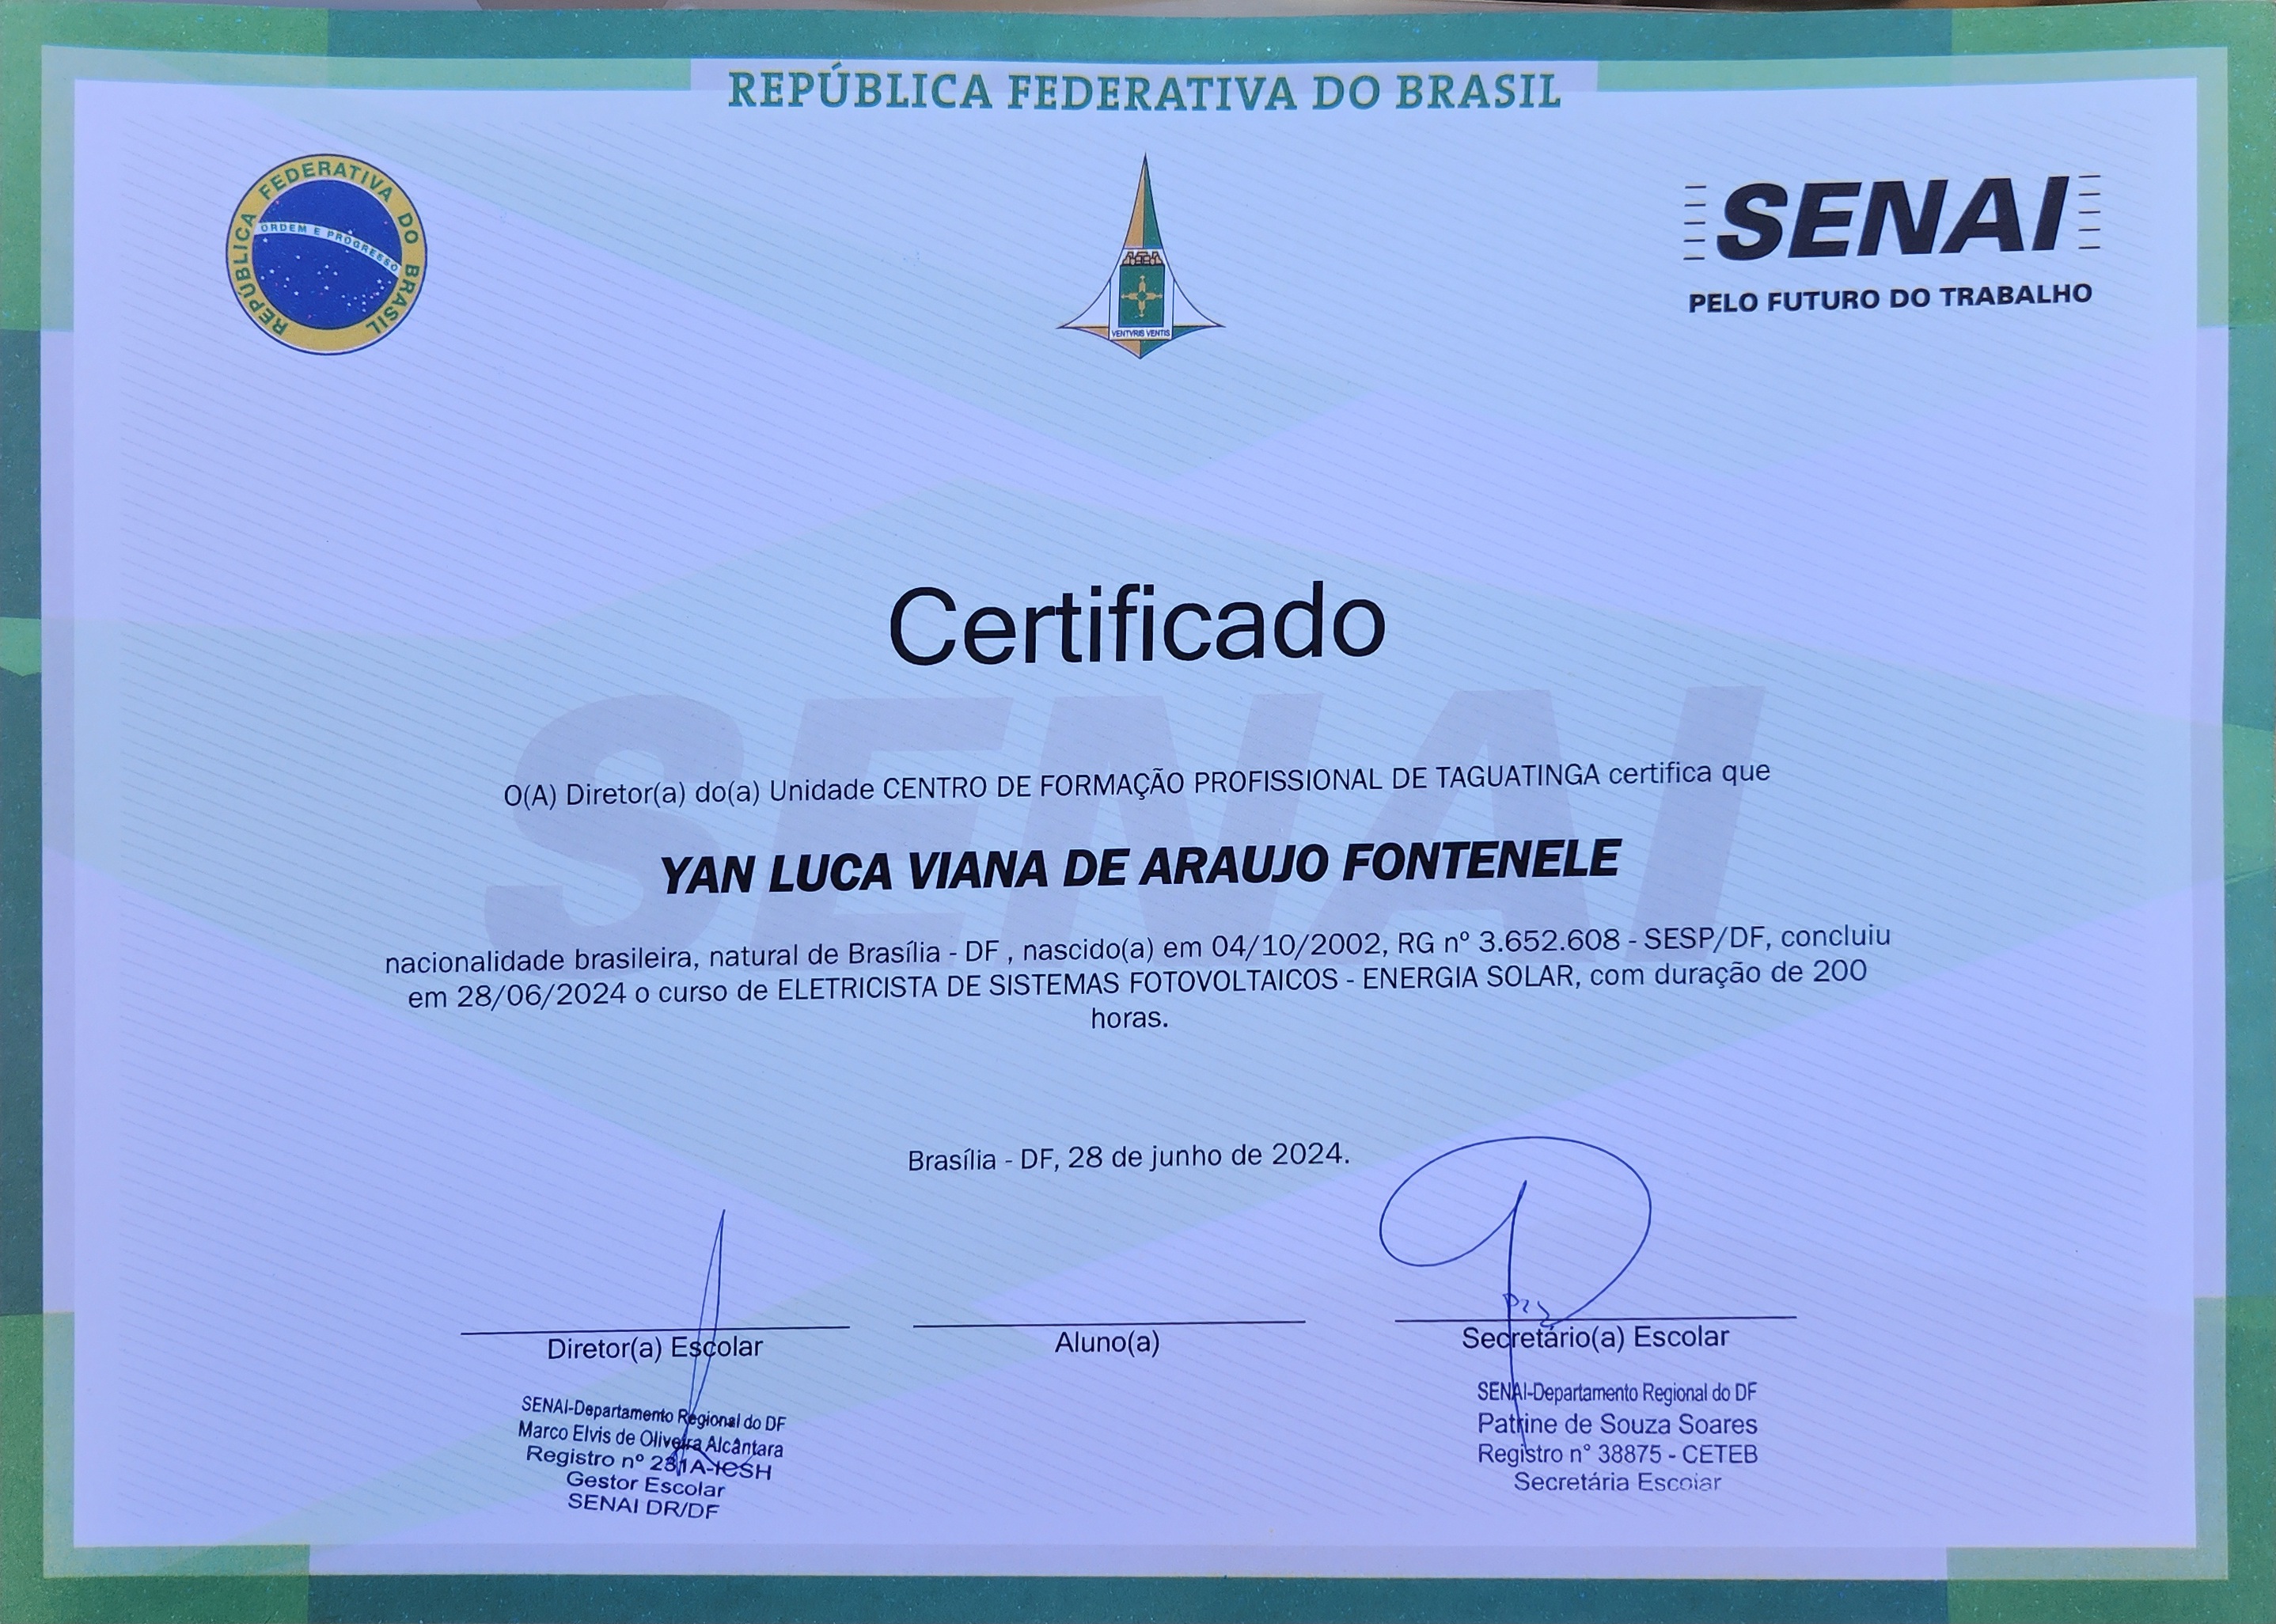 REPÚBLICA FEDERATIVA DO BRASIL
REPÚBLICA FEDERATIVA DO BRASIL
ORDEM E PROGRESSO
VENTVRIS VENTIS
SENAI
PELO FUTURO DO TRABALHO
Certificado
SENAI
O(A) Diretor(a) do(a) Unidade CENTRO DE FORMAÇÃO PROFISSIONAL DE TAGUATINGA certifica que
YAN LUCA VIANA DE ARAUJO FONTENELE
nacionalidade brasileira, natural de Brasília - DF , nascido(a) em 04/10/2002, RG nº 3.652.608 - SESP/DF, concluiu
em 28/06/2024 o curso de ELETRICISTA DE SISTEMAS FOTOVOLTAICOS - ENERGIA SOLAR, com duração de 200
horas.
Brasília - DF, 28 de junho de 2024.
Diretor(a) Escolar
Aluno(a)
Secretário(a) Escolar
SENAI-Departamento Regional do DF
Marco Elvis de Oliveira Alcântara
Registro nº
Gestor Escolar
SENAI DR/DF
SENAI-Departamento Regional do DF
Patrine de Souza Soares
Registro n° 38875 - CETEB
Secretária Escolar